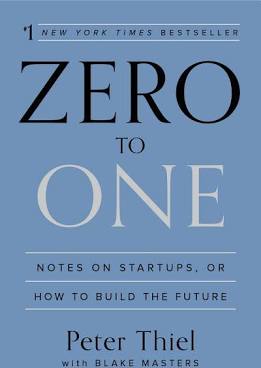 #1 NEW YORK TIMES BESTSELLER
ZERO
TO
ONE
NOTES ON STARTUPS, OR
HOW TO BUILD THE FUTURE
Peter Thiel
with BLAKE MASTERS